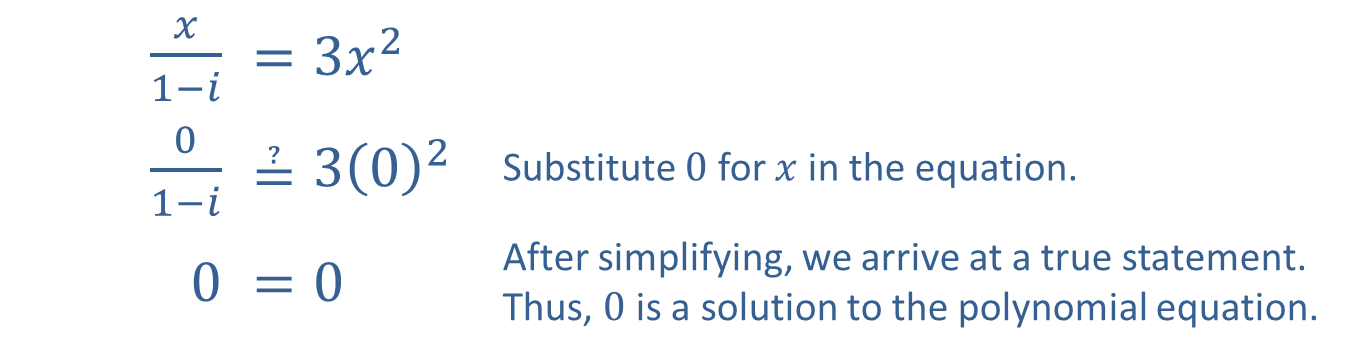 x/(1−i) = 3x²
0/(1−i) ≟ 3(0)² Substitute 0 for x in the equation.
0 = 0 After simplifying, we arrive at a true statement.
Thus, 0 is a solution to the polynomial equation.